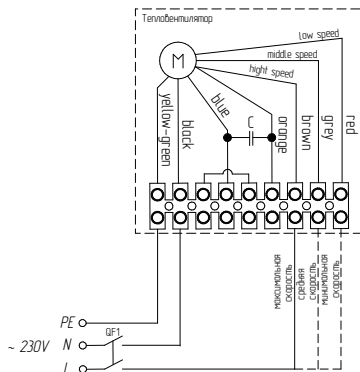 Тепловентилятор
low speed
middle speed
hight speed
M
yellow-green
black
blue
C
orange
brown
grey
red
максимальная
скорость
средняя
скорость
минимальная
скорость
PE
QF1
~ 230V
N
L